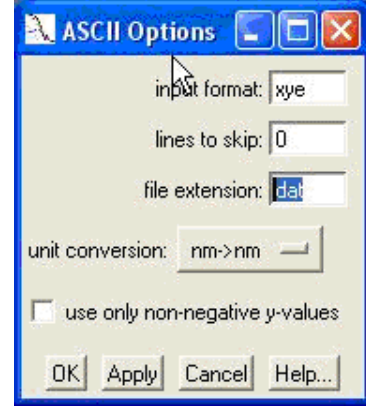 ASCII Options
input format: xye
lines to skip: 0
file extension: dat
unit conversion: nm->nm
use only non-negative y-values
OK Apply Cancel Help...